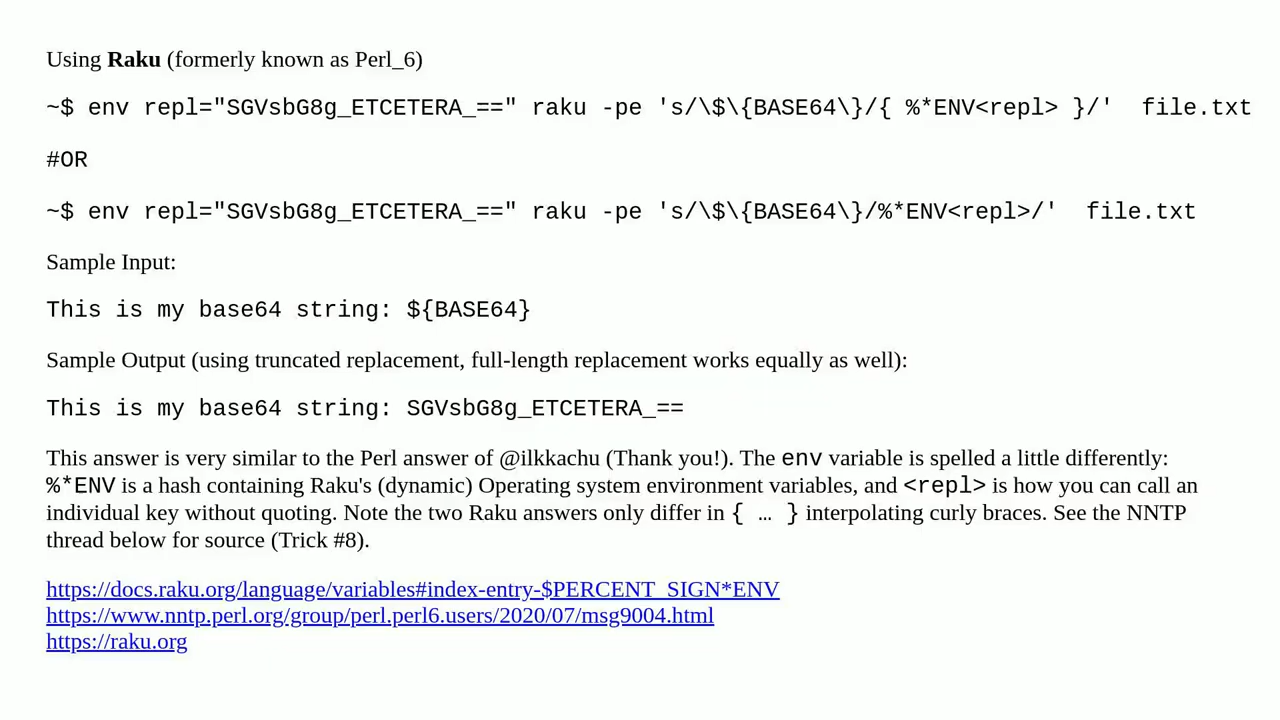 Using Raku (formerly known as Perl_6)
~$ env repl="SGVsbG8g_ETCETERA_==" raku -pe 's/\$\{BASE64\}/{ %*ENV<repl> }/'  file.txt
#OR
~$ env repl="SGVsbG8g_ETCETERA_==" raku -pe 's/\$\{BASE64\}/%*ENV<repl>/'  file.txt
Sample Input:
This is my base64 string: ${BASE64}
Sample Output (using truncated replacement, full-length replacement works equally as well):
This is my base64 string: SGVsbG8g_ETCETERA_==
This answer is very similar to the Perl answer of @ilkkachu (Thank you!). The env variable is spelled a little differently:
%*ENV is a hash containing Raku's (dynamic) Operating system environment variables, and <repl> is how you can call an
individual key without quoting. Note the two Raku answers only differ in { … } interpolating curly braces. See the NNTP
thread below for source (Trick #8).
https://docs.raku.org/language/variables#index-entry-$PERCENT_SIGN*ENV
https://www.nntp.perl.org/group/perl.perl6.users/2020/07/msg9004.html
https://raku.org